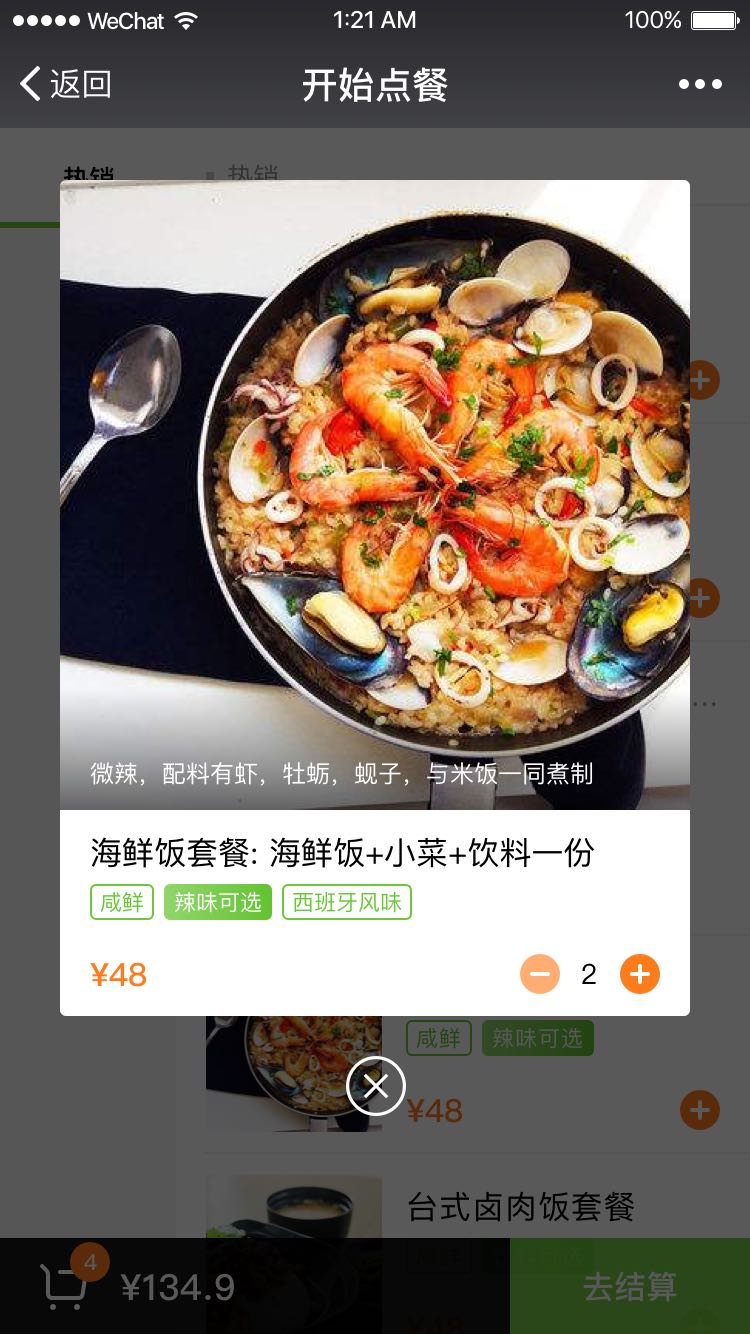 WeChat 1:21 AM 100%
返回 开始点餐
热销 热销
微辣，配料有虾，牡蛎，蚬子，与米饭一同煮制
海鲜饭套餐: 海鲜饭+小菜+饮料一份
咸鲜 辣味可选 西班牙风味
¥48 2
咸鲜 辣味可选
¥48
台式卤肉饭套餐
4
¥134.9 去结算